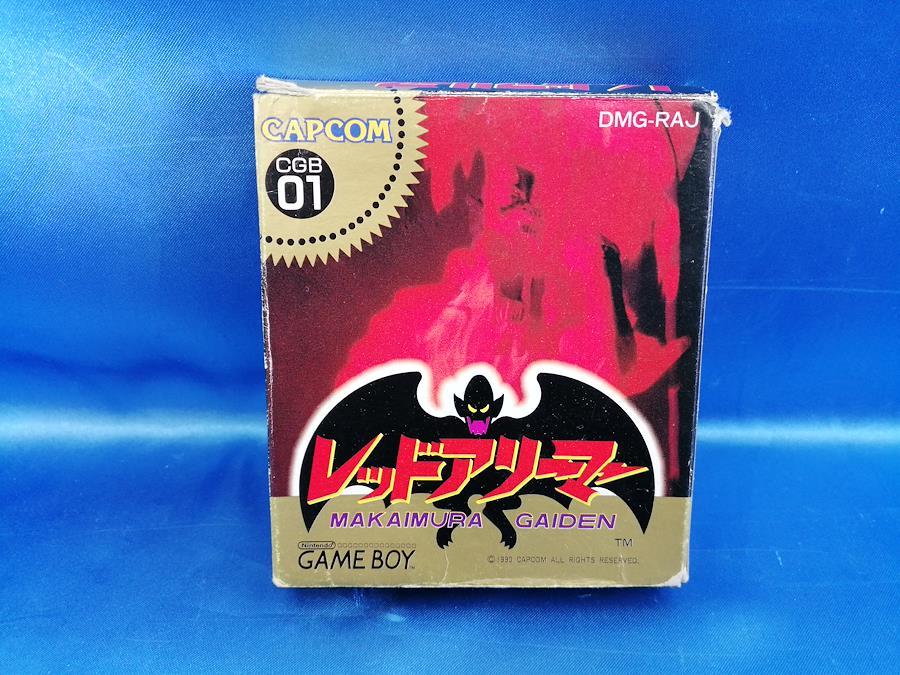 CAPCOM
CGB
01
DMG-RAJ
レッドアリーマー
MAKAIMURA GAIDEN
TM
Nintendo
GAME BOY
TM
© 1990 CAPCOM ALL RIGHTS RESERVED.